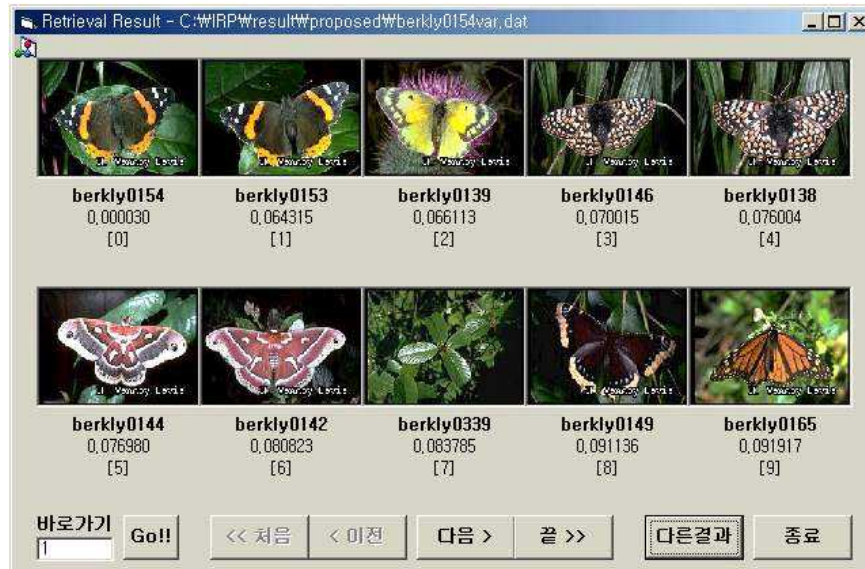 Retrieval Result - C:₩IRP₩result₩proposed₩berkly0154var.dat
berkly0154 berkly0153 berkly0139 berkly0146 berkly0138
0,000030 0,064315 0,066113 0,070015 0,076004
[0] [1] [2] [3] [4]
berkly0144 berkly0142 berkly0339 berkly0149 berkly0165
0,076980 0,080823 0,083785 0,091136 0,091917
[5] [6] [7] [8] [9]
바로가기
1 Go!! << 처음 < 이전 다음 > 끝 >> 다른결과 종료